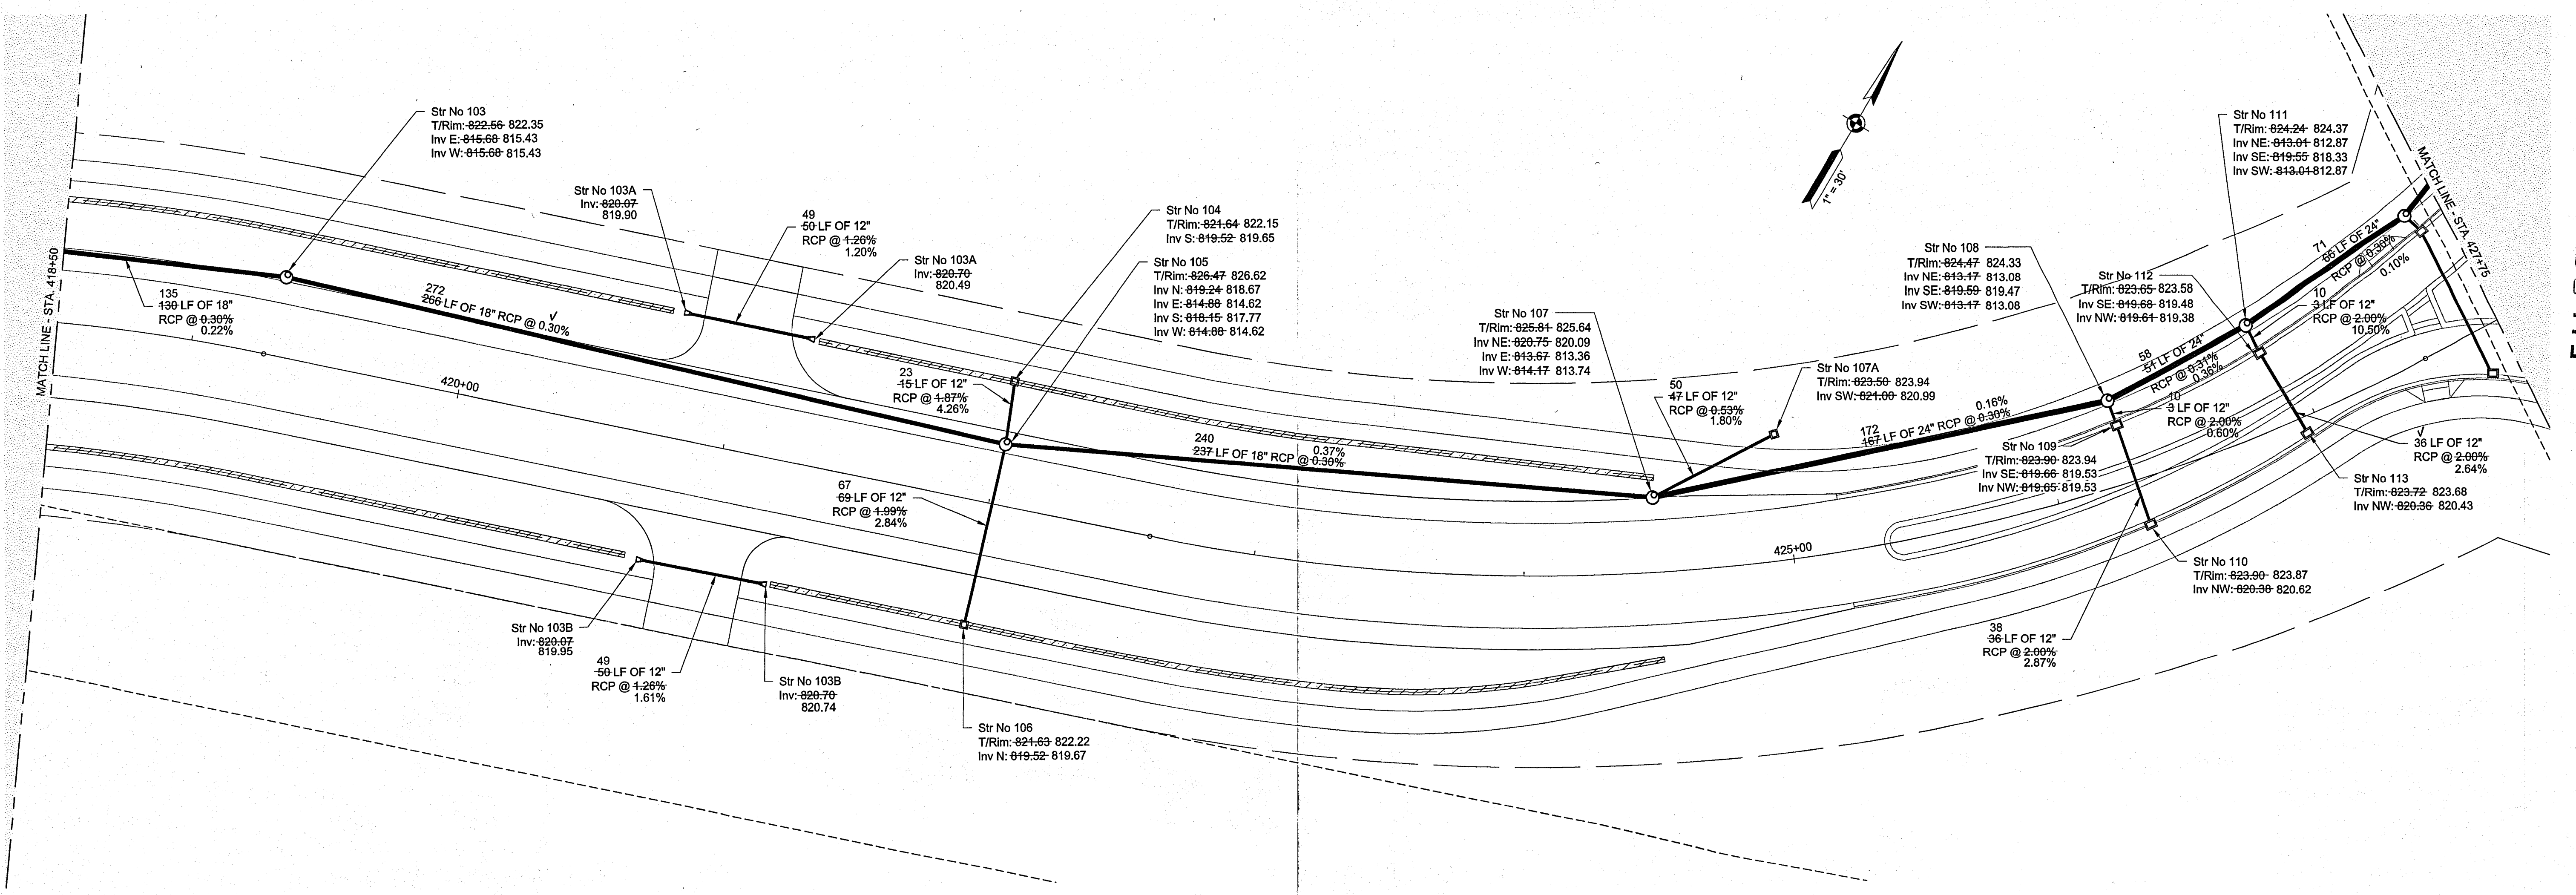 MATCH LINE - STA. 418+50
Str No 103
T/Rim: 822.56 822.35
Inv E: 815.68 815.43
Inv W: 815.68 815.43
135
130 LF OF 18"
RCP @ 0.30%
0.22%
272
266 LF OF 18" RCP @ 0.30%
√
420+00
Str No 103A
Inv: 820.07
819.90
49
50 LF OF 12"
RCP @ 1.26%
1.20%
Str No 103A
Inv: 820.70
820.49
Str No 104
T/Rim: 821.64 822.15
Inv S: 819.52 819.65
Str No 105
T/Rim: 826.47 826.62
Inv N: 819.24 818.67
Inv E: 814.88 814.62
Inv S: 818.15 817.77
Inv W: 814.88 814.62
23
15 LF OF 12"
RCP @ 1.87%
4.26%
67
69 LF OF 12"
RCP @ 1.99%
2.84%
240
237 LF OF 18" RCP @ 0.30%
0.37%
Str No 103B
Inv: 820.07
819.95
49
50 LF OF 12"
RCP @ 1.26%
1.61%
Str No 103B
Inv: 820.70
820.74
Str No 106
T/Rim: 821.63 822.22
Inv N: 819.52 819.67
1" = 30'
Str No 107
T/Rim: 825.81 825.64
Inv NE: 820.75 820.09
Inv E: 813.67 813.36
Inv W: 814.17 813.74
50
47 LF OF 12"
RCP @ 0.53%
1.80%
Str No 107A
T/Rim: 823.50 823.94
Inv SW: 821.00 820.99
172
167 LF OF 24" RCP @ 0.30%
0.16%
425+00
Str No 108
T/Rim: 824.47 824.33
Inv NE: 813.17 813.08
Inv SE: 819.59 819.47
Inv SW: 813.17 813.08
Str No 109
T/Rim: 823.90 823.94
Inv SE: 819.66 819.53
Inv NW: 819.65 819.53
10
3 LF OF 12"
RCP @ 2.00%
0.60%
58
51 LF OF 24"
RCP @ 0.31%
0.36%
Str No 112
T/Rim: 823.65 823.58
Inv SE: 819.68 819.48
Inv NW: 819.61 819.38
10
3 LF OF 12"
RCP @ 2.00%
10.50%
71
66 LF OF 24"
RCP @ 0.30%
0.10%
Str No 111
T/Rim: 824.24 824.37
Inv NE: 813.01 812.87
Inv SE: 819.55 818.33
Inv SW: 813.01 812.87
MATCH LINE - STA. 427+75
√
36 LF OF 12"
RCP @ 2.00%
2.64%
Str No 113
T/Rim: 823.72 823.68
Inv NW: 820.36 820.43
Str No 110
T/Rim: 823.90 823.87
Inv NW: 820.38 820.62
38
36 LF OF 12"
RCP @ 2.00%
2.87%